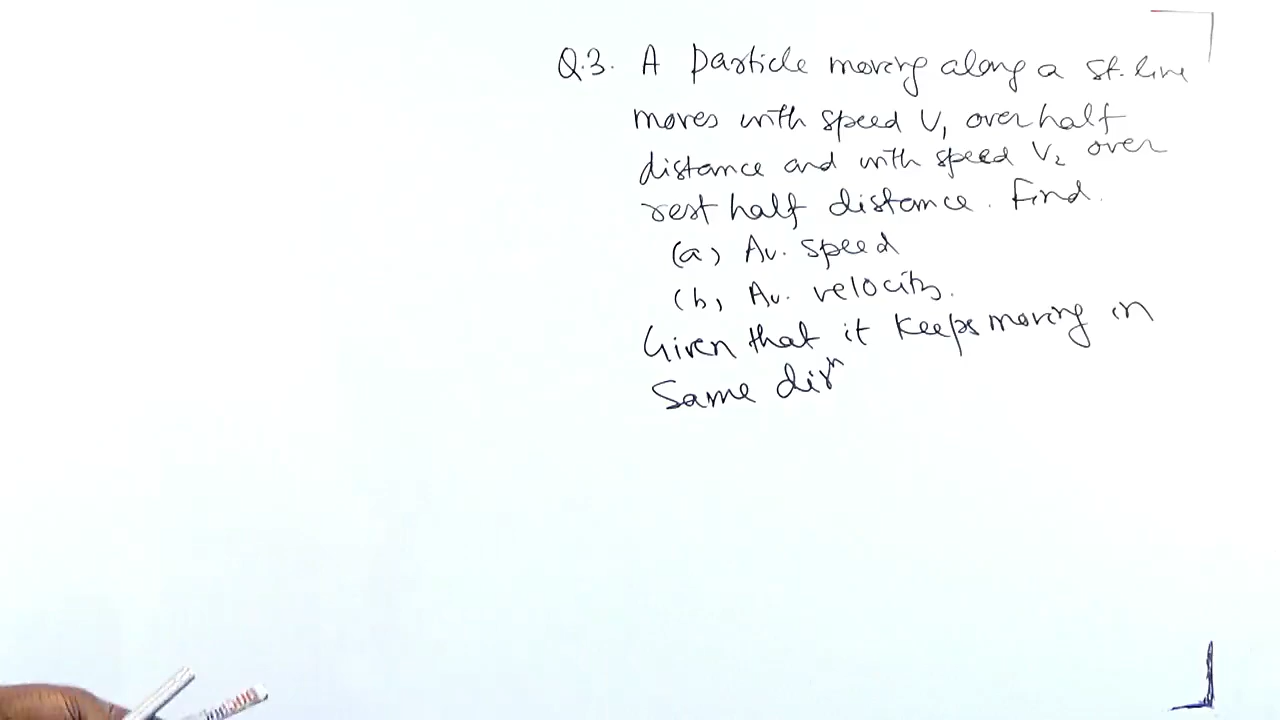 Q.3. A particle moving along a st. line
moves with speed V₁ over half
distance and with speed V₂ over
rest half distance. Find.
(a) Av. speed
(b) Av. velocity.
Given that it keeps moving in
Same dirⁿ